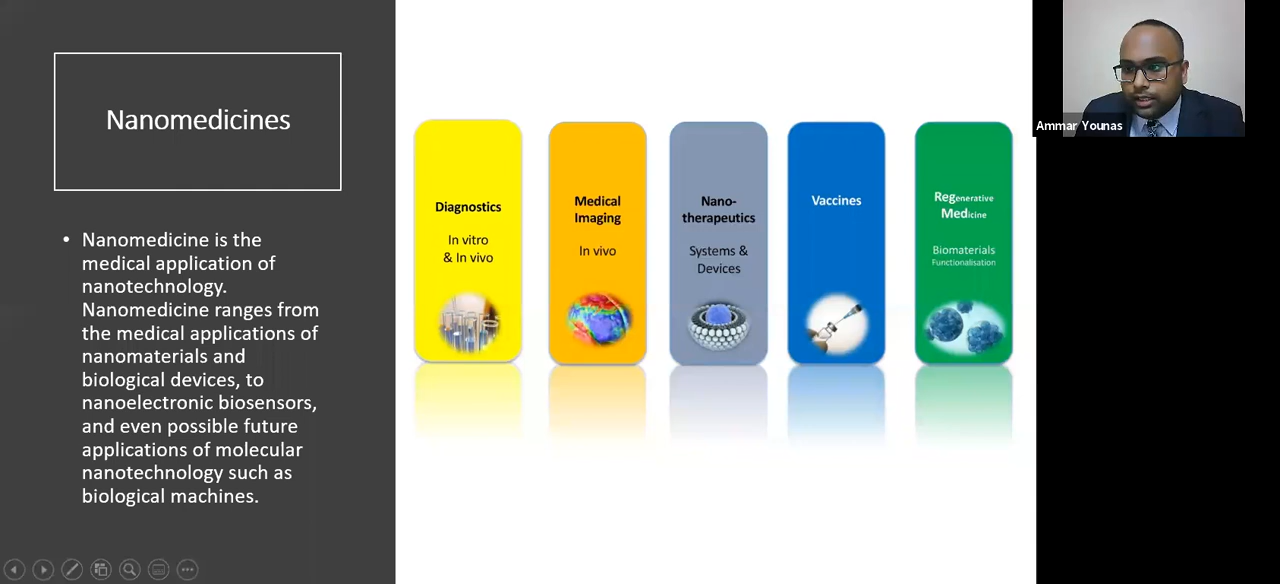 Nanomedicines
• Nanomedicine is the
medical application of
nanotechnology.
Nanomedicine ranges from
the medical applications of
nanomaterials and
biological devices, to
nanoelectronic biosensors,
and even possible future
applications of molecular
nanotechnology such as
biological machines.
Diagnostics
In vitro
& In vivo
Medical
Imaging
In vivo
Nano-
therapeutics
Systems &
Devices
Vaccines
Regenerative
Medicine
Biomaterials
Functionalisation
Ammar Younas